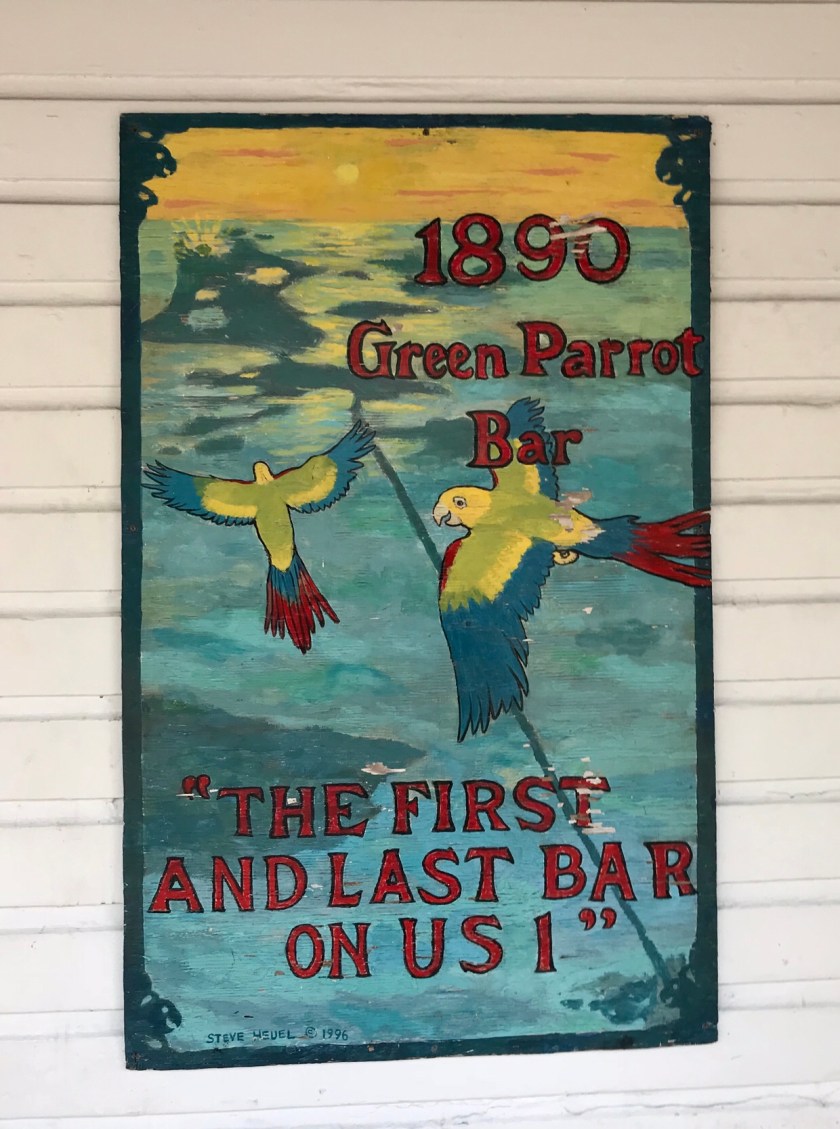 1890
Green Parrot
Bar
"THE FIRST
AND LAST BAR
ON US 1"
STEVE HEUEL © 1996